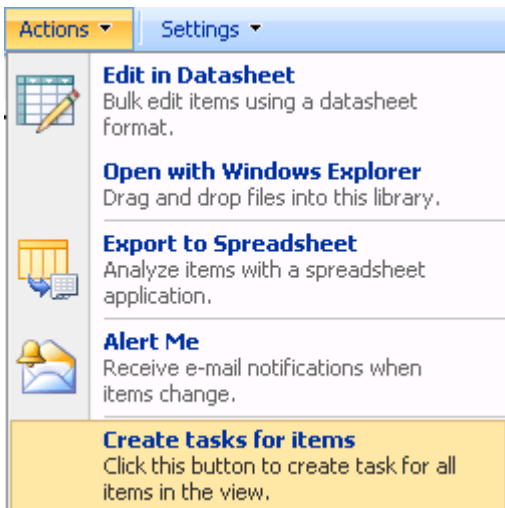 Actions Settings
Edit in Datasheet
Bulk edit items using a datasheet
format.
Open with Windows Explorer
Drag and drop files into this library.
Export to Spreadsheet
Analyze items with a spreadsheet
application.
Alert Me
Receive e-mail notifications when
items change.
Create tasks for items
Click this button to create task for all
items in the view.